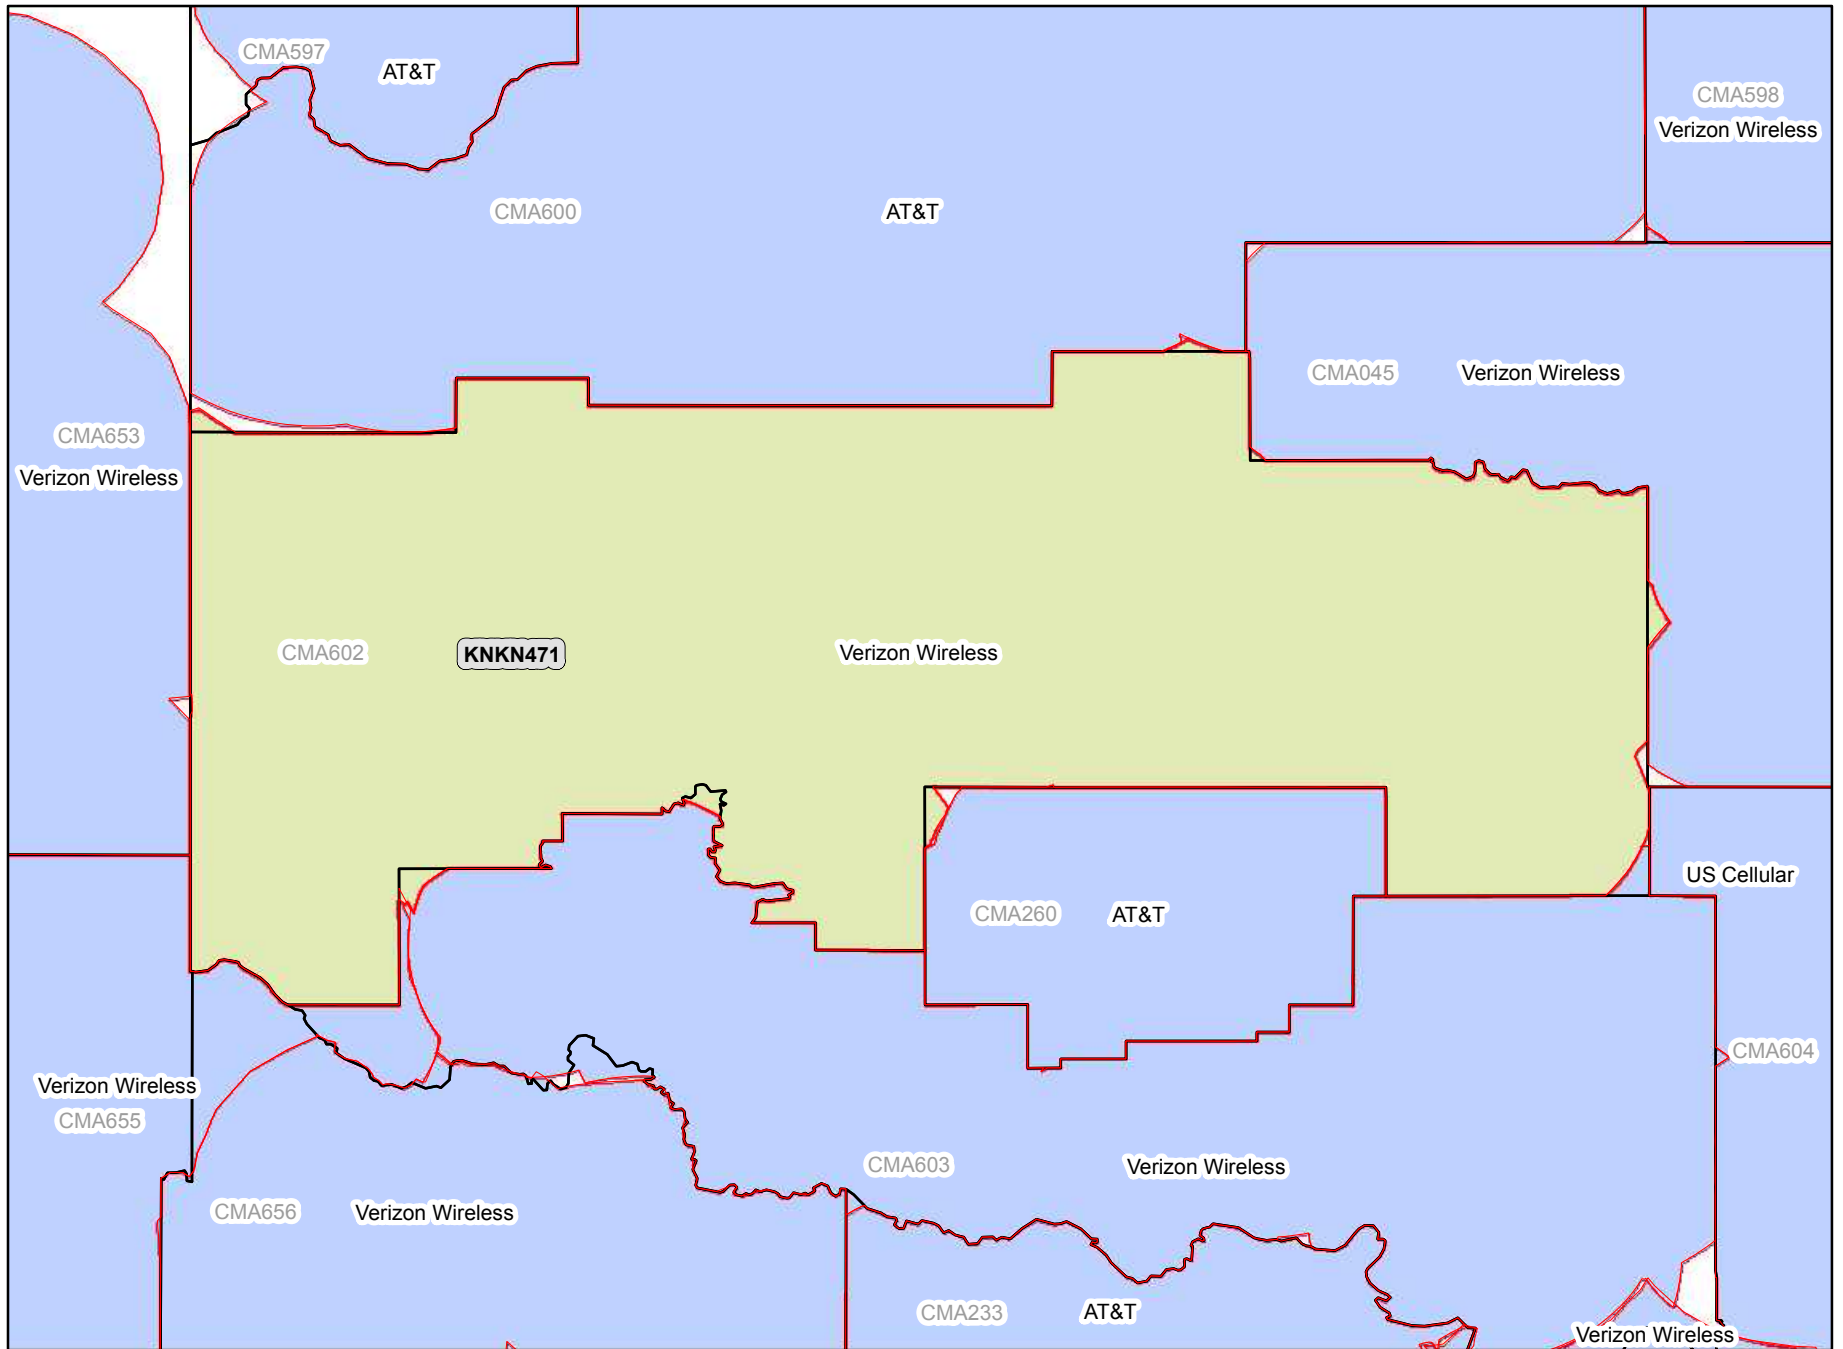 CMA597
AT&T
CMA598
Verizon Wireless
CMA600
AT&T
CMA045
Verizon Wireless
CMA653
Verizon Wireless
CMA602
KNKN471
Verizon Wireless
US Cellular
CMA260
AT&T
CMA604
Verizon Wireless
CMA655
CMA603
Verizon Wireless
CMA656
Verizon Wireless
CMA233
AT&T
Verizon Wireless